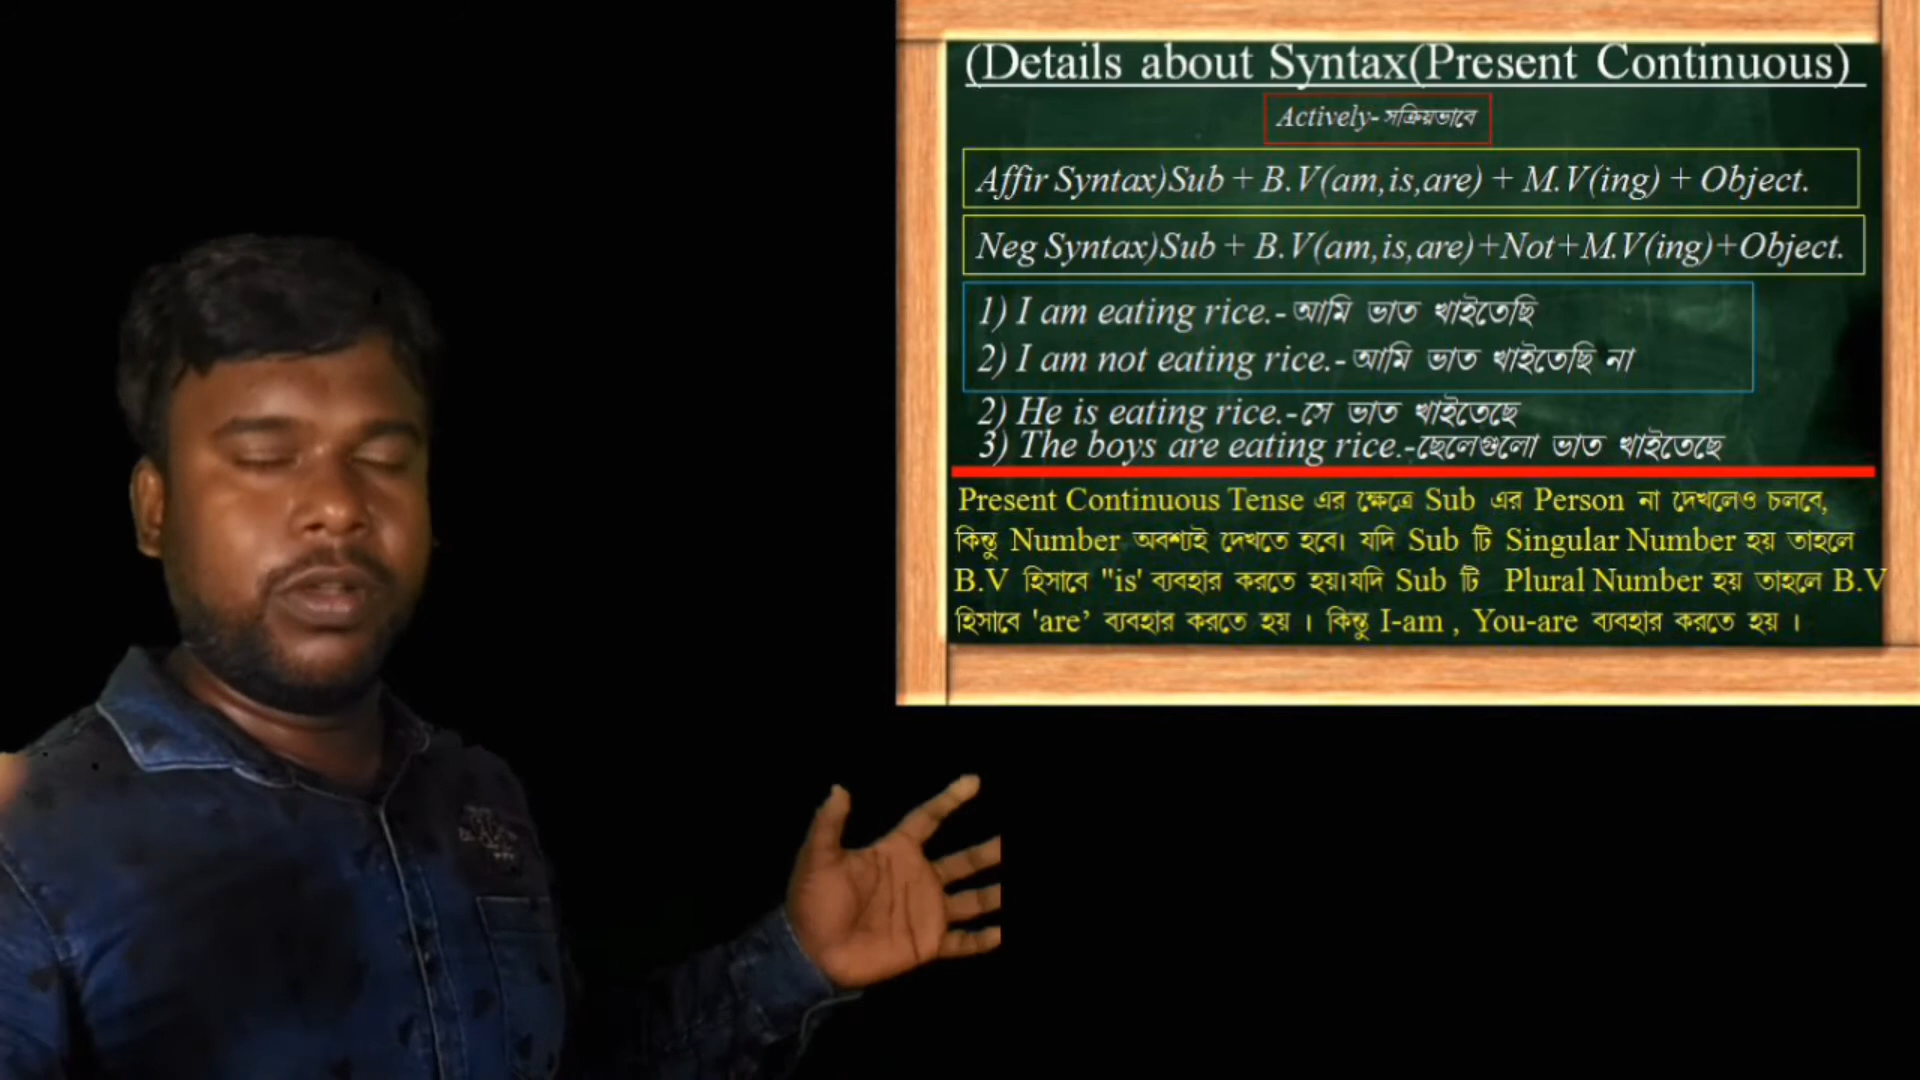 (Details about Syntax(Present Continuous)
Actively-সক্রিয়ভাবে
Affir Syntax)Sub + B.V(am,is,are) + M.V(ing) + Object.
Neg Syntax)Sub + B.V(am,is,are)+Not+M.V(ing)+Object.
1) I am eating rice.-আমি ভাত খাইতেছি
2) I am not eating rice.-আমি ভাত খাইতেছি না
2) He is eating rice.-সে ভাত খাইতেছে
3) The boys are eating rice.-ছেলেগুলো ভাত খাইতেছে
Present Continuous Tense এর ক্ষেত্রে Sub এর Person না দেখলেও চলবে,
কিন্তু Number অবশ্যই দেখতে হবে। যদি Sub টি Singular Number হয় তাহলে
B.V হিসাবে "is' ব্যবহার করতে হয়।যদি Sub টি Plural Number হয় তাহলে B.V
হিসাবে 'are’ ব্যবহার করতে হয় । কিন্তু I-am , You-are ব্যবহার করতে হয় ।